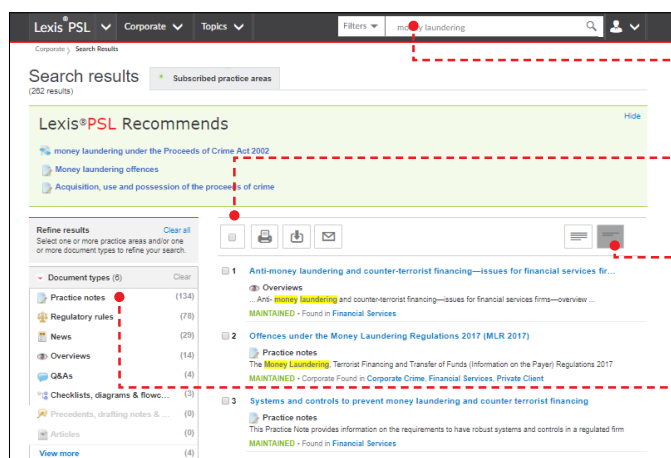 Lexis®PSL Corporate Topics Filters money laundering
Corporate > Search Results
Search results * Subscribed practice areas
(262 results)
Lexis®PSL Recommends Hide
money laundering under the Proceeds of Crime Act 2002
Money laundering offences
Acquisition, use and possession of the proceeds of crime
Refine results Clear all
Select one or more practice areas and/or one
or more document types to refine your search.
Document types (6) Clear
Practice notes (134)
Regulatory rules (78)
News (29)
Overviews (14)
Q&As (4)
Checklists, diagrams & flowc... (3)
Precedents, drafting notes & ... (0)
Articles (0)
View more (4)
1 Anti-money laundering and counter-terrorist financing—issues for financial services fir...
Overviews
... Anti- money laundering and counter-terrorist financing—issues for financial services firms—overview ...
MAINTAINED • Found in Financial Services
2 Offences under the Money Laundering Regulations 2017 (MLR 2017)
Practice notes
The Money Laundering, Terrorist Financing and Transfer of Funds (Information on the Payer) Regulations 2017
MAINTAINED • Corporate Found in Corporate Crime, Financial Services, Private Client
3 Systems and controls to prevent money laundering and counter terrorist financing
Practice notes
This Practice Note provides information on the requirements to have robust systems and controls in a regulated firm
MAINTAINED • Found in Financial Services